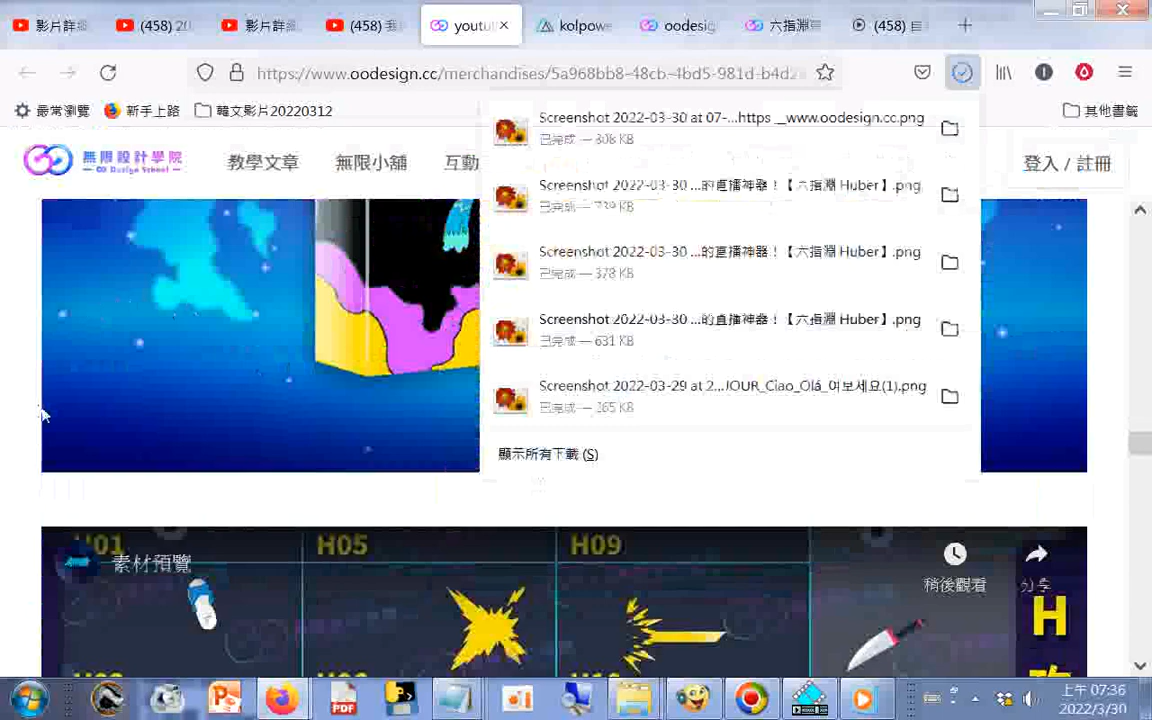 影片詳細
(458) 20
影片詳細
(458) 我
youtu
kolpowe
oodesig
六指淵
(458) 自
https://www.oodesign.cc/merchandises/5a968bb8-48cb-4bd5-981d-b4d2
最常瀏覽
新手上路
韓文影片20220312
其他書籤
無限設計學院
OO Design School
教學文章
無限小舖
互動
登入 / 註冊
Screenshot 2022-03-30 at 07-...https __www.oodesign.cc.png
已完成 — 308 KB
Screenshot 2022-03-30 ...的直播神器！【六指淵 Huber】.png
已完成 — 739 KB
Screenshot 2022-03-30 ...的直播神器！【六指淵 Huber】.png
已完成 — 378 KB
Screenshot 2022-03-30 ...的直播神器！【六指淵 Huber】.png
已完成 — 631 KB
Screenshot 2022-03-29 at 2...JOUR_Ciao_Olá_여보세요(1).png
已完成 — 365 KB
顯示所有下載 (S)
H01
H05
H09
素材預覽
稍後觀看
分享
H
PDF
上午 07:36
2022/3/30